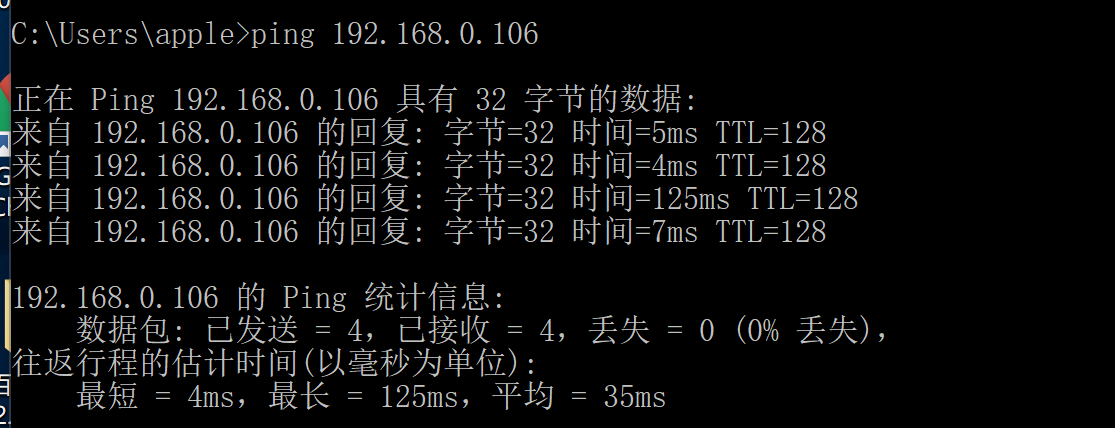 C:\Users\apple>ping 192.168.0.106
正在 Ping 192.168.0.106 具有 32 字节的数据:
来自 192.168.0.106 的回复: 字节=32 时间=5ms TTL=128
来自 192.168.0.106 的回复: 字节=32 时间=4ms TTL=128
来自 192.168.0.106 的回复: 字节=32 时间=125ms TTL=128
来自 192.168.0.106 的回复: 字节=32 时间=7ms TTL=128
192.168.0.106 的 Ping 统计信息:
数据包: 已发送 = 4，已接收 = 4，丢失 = 0 (0% 丢失)，
往返行程的估计时间(以毫秒为单位):
最短 = 4ms，最长 = 125ms，平均 = 35ms